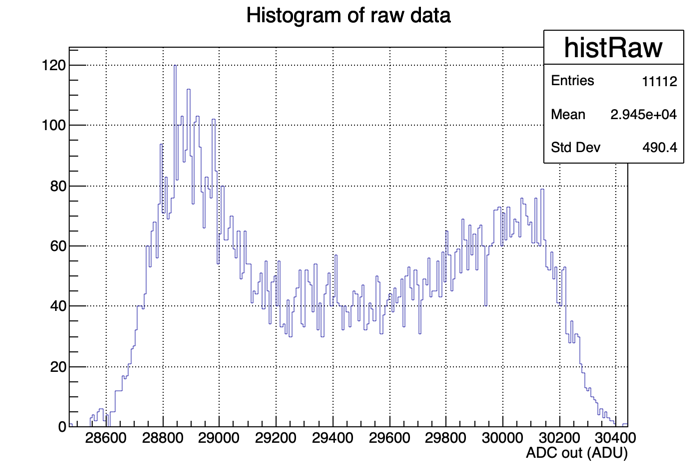 Histogram of raw data
histRaw
Entries 11112
Mean 2.945e+04
Std Dev 490.4
120
100
80
60
40
20
0
28600 28800 29000 29200 29400 29600 29800 30000 30200 30400
ADC out (ADU)